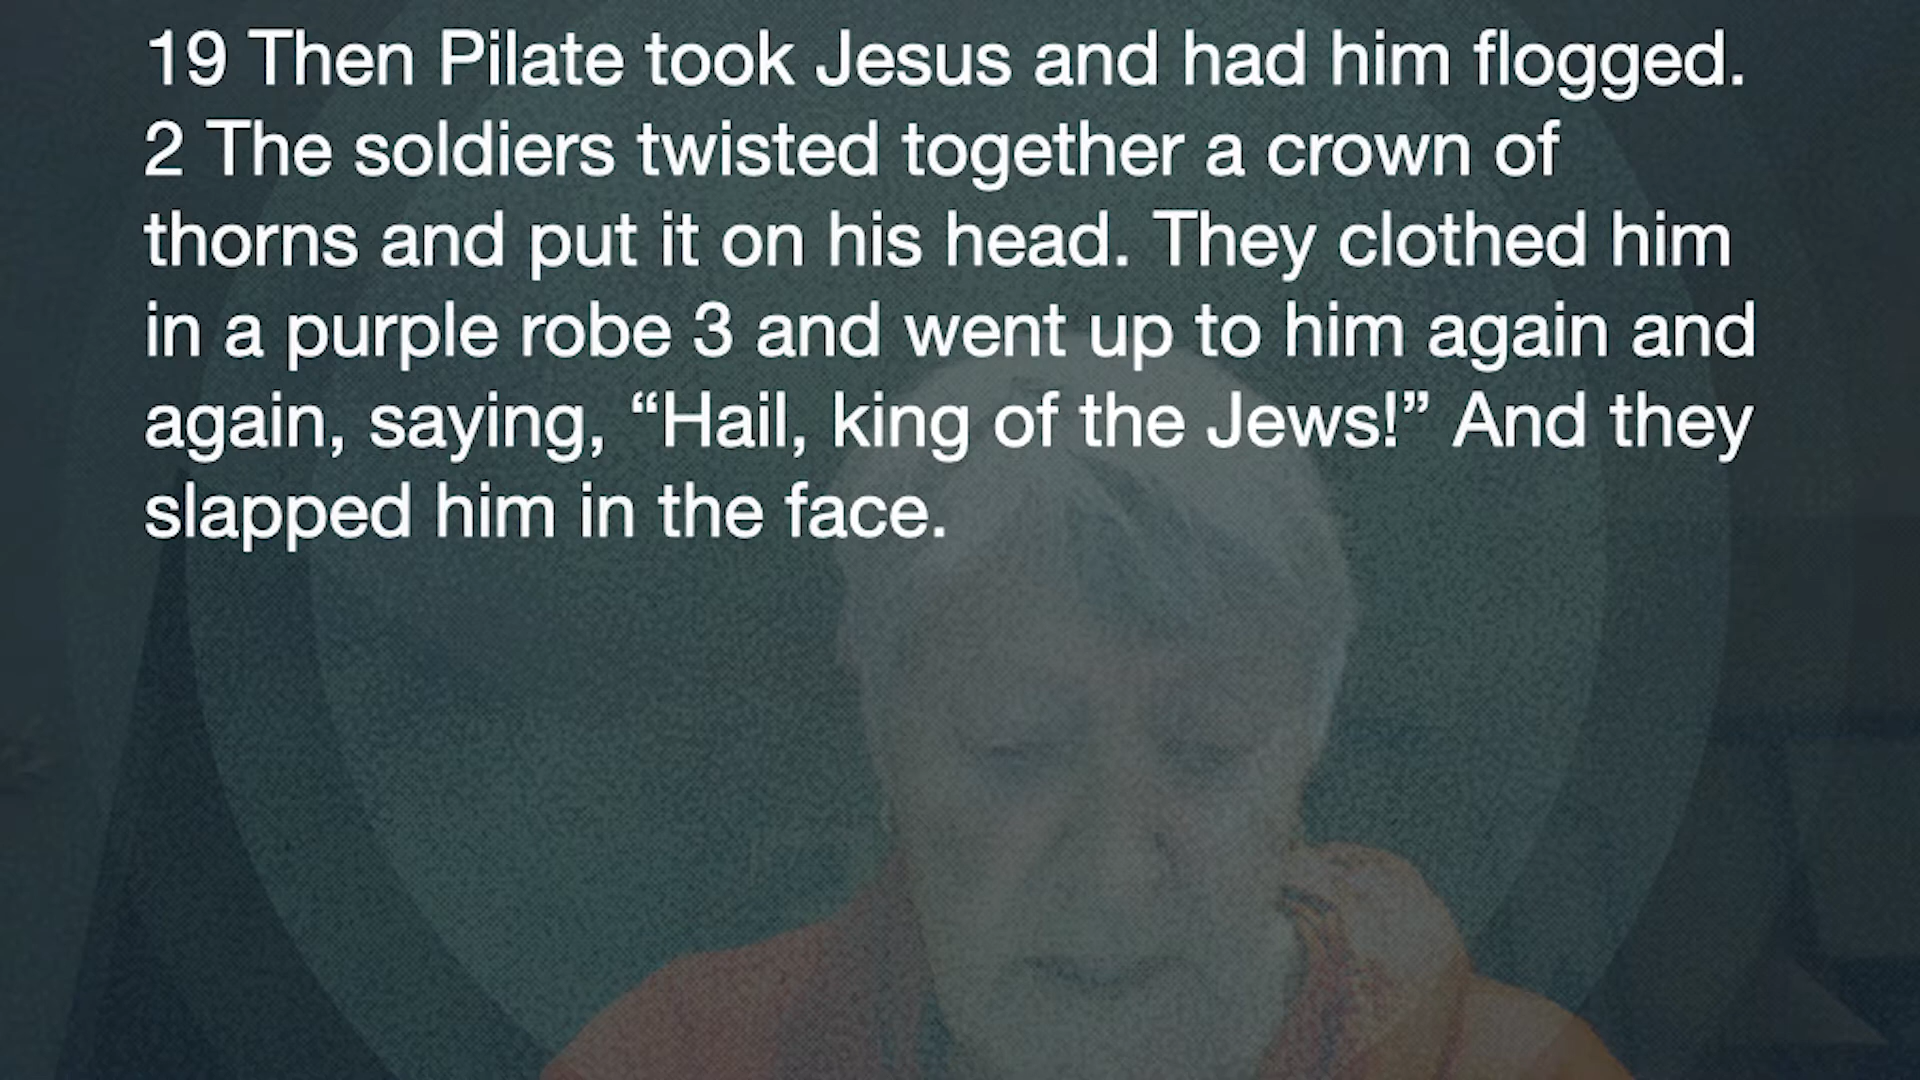 19 Then Pilate took Jesus and had him flogged.
2 The soldiers twisted together a crown of
thorns and put it on his head. They clothed him
in a purple robe 3 and went up to him again and
again, saying, “Hail, king of the Jews!” And they
slapped him in the face.